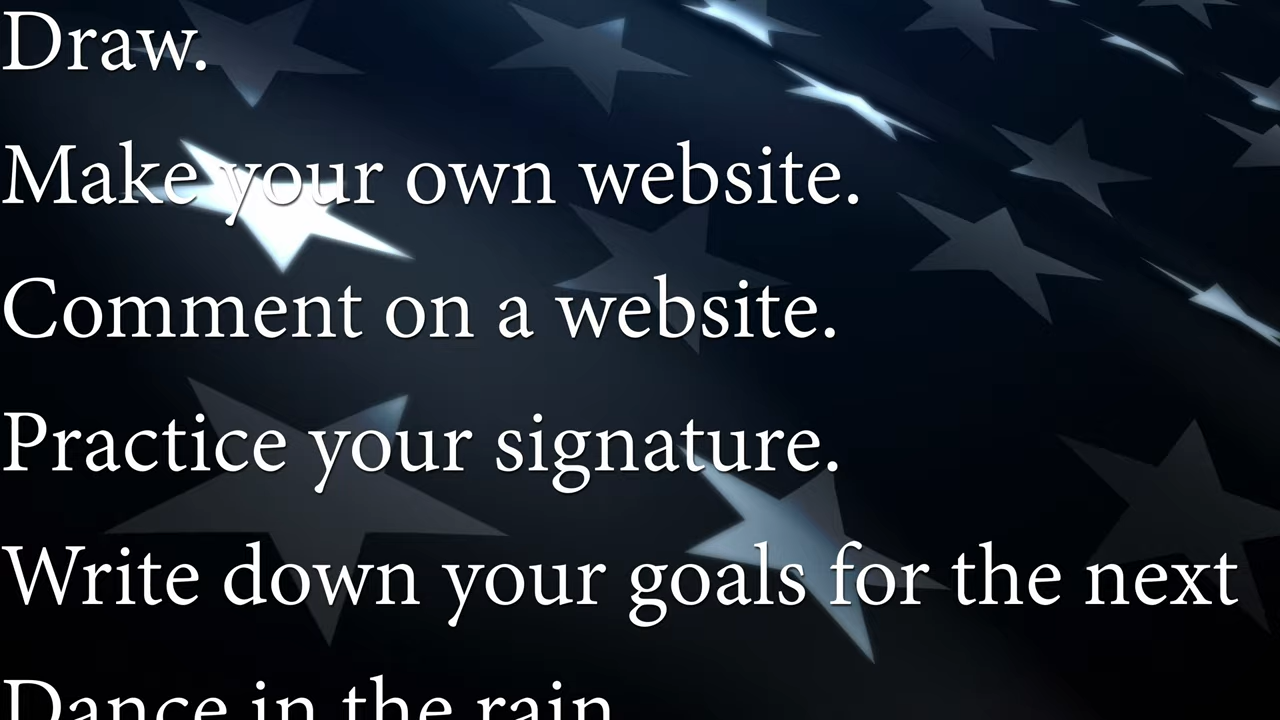 Draw.
Make your own website.
Comment on a website.
Practice your signature.
Write down your goals for the next
Dance in the rain